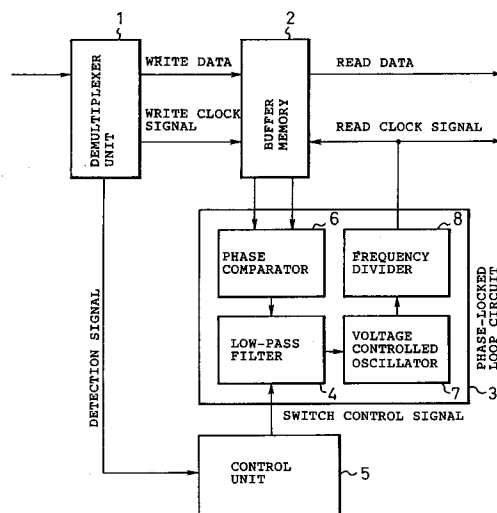 1
2
DEMULTIPLEXER
UNIT
WRITE DATA
WRITE CLOCK
SIGNAL
BUFFER
MEMORY
READ DATA
READ CLOCK SIGNAL
6
8
PHASE
COMPARATOR
FREQUENCY
DIVIDER
LOW-PASS
FILTER
VOLTAGE
CONTROLLED
OSCILLATOR
4
7
3
PHASE-LOCKED
LOOP CIRCUIT
DETECTION SIGNAL
SWITCH CONTROL SIGNAL
CONTROL
UNIT
5